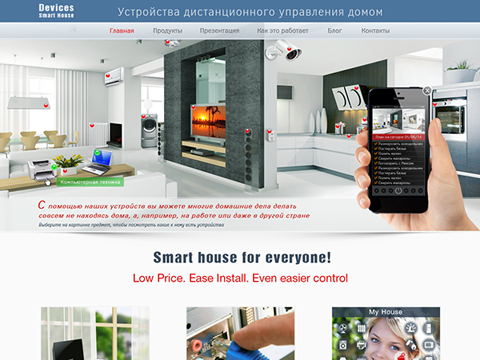 Devices
Smart House
Устройства дистанционного управления домом
Главная Продукты Презентация Как это работает Блог Контакты
Компьютерная техника
С помощью наших устройств вы можете многие домашние дела делать
совсем не находясь дома, а, например, на работе или даже в другой стране
Выберите на картинке предмет, чтобы посмотреть какие к нему есть устройства
Smart house for everyone!
Low Price. Ease Install. Even easier control
My House